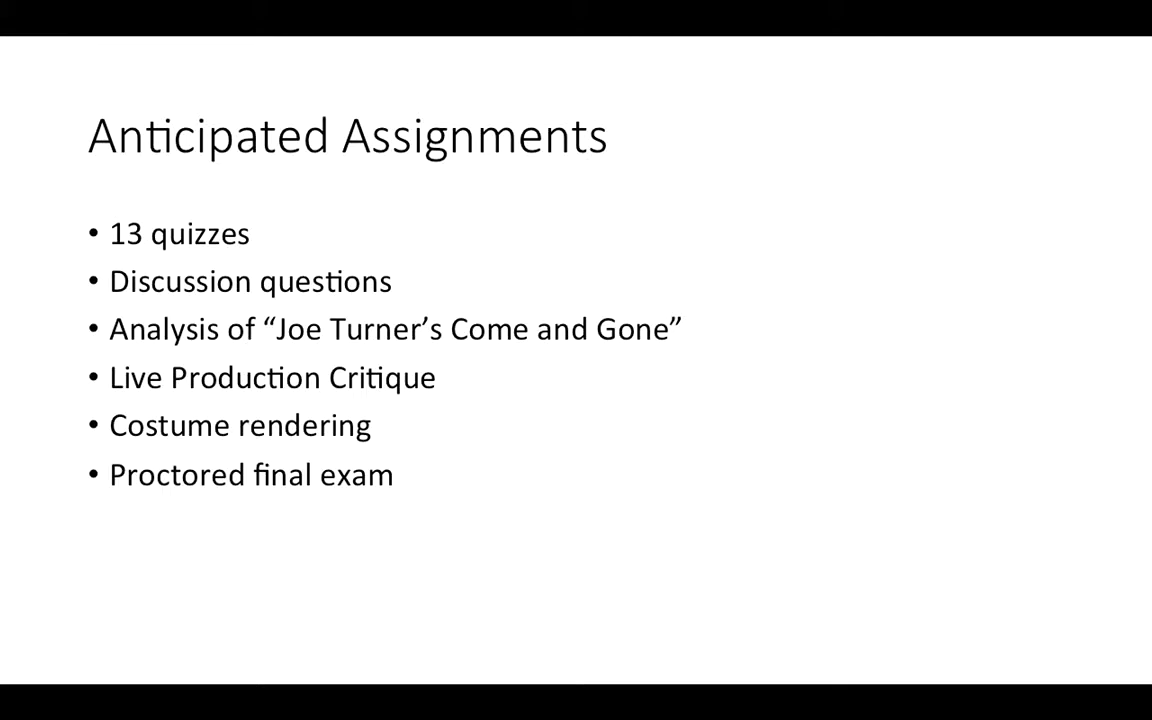 Anticipated Assignments
• 13 quizzes
• Discussion questions
• Analysis of “Joe Turner’s Come and Gone”
• Live Production Critique
• Costume rendering
• Proctored final exam